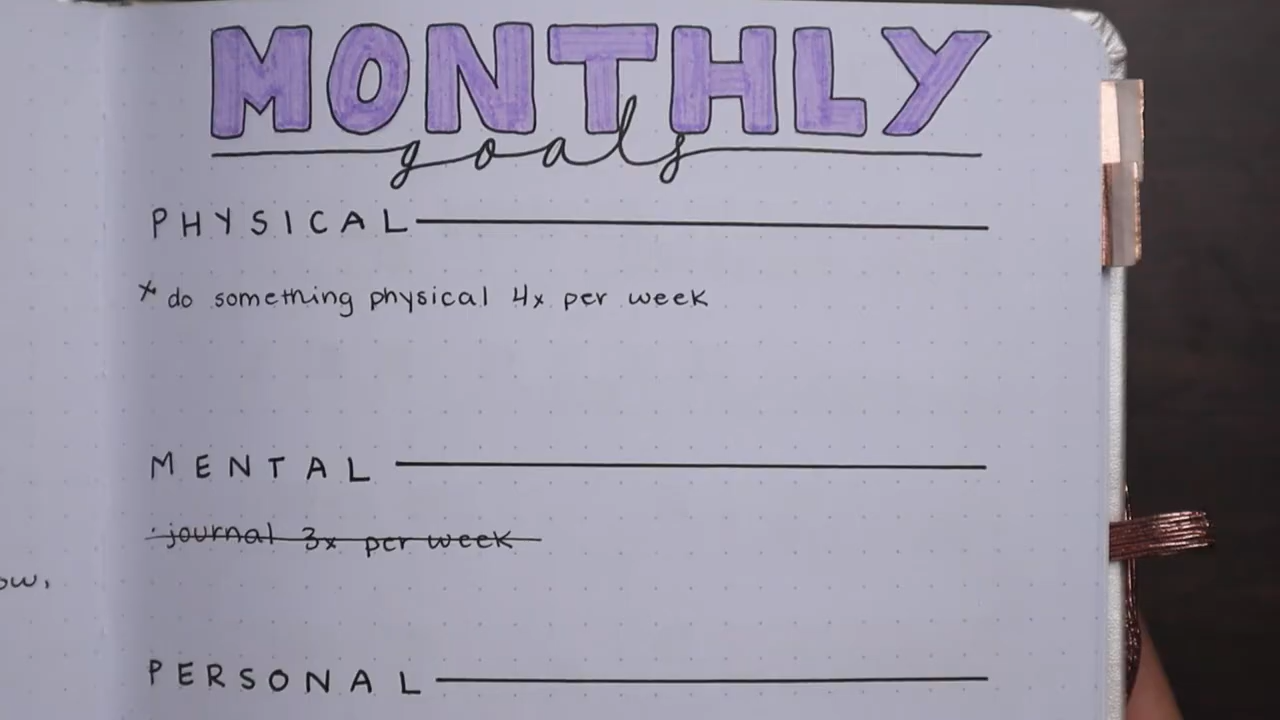 MONTHLY
goals
PHYSICAL
x do something physical 4x per week
MENTAL
· journal 3x per week
PERSONAL